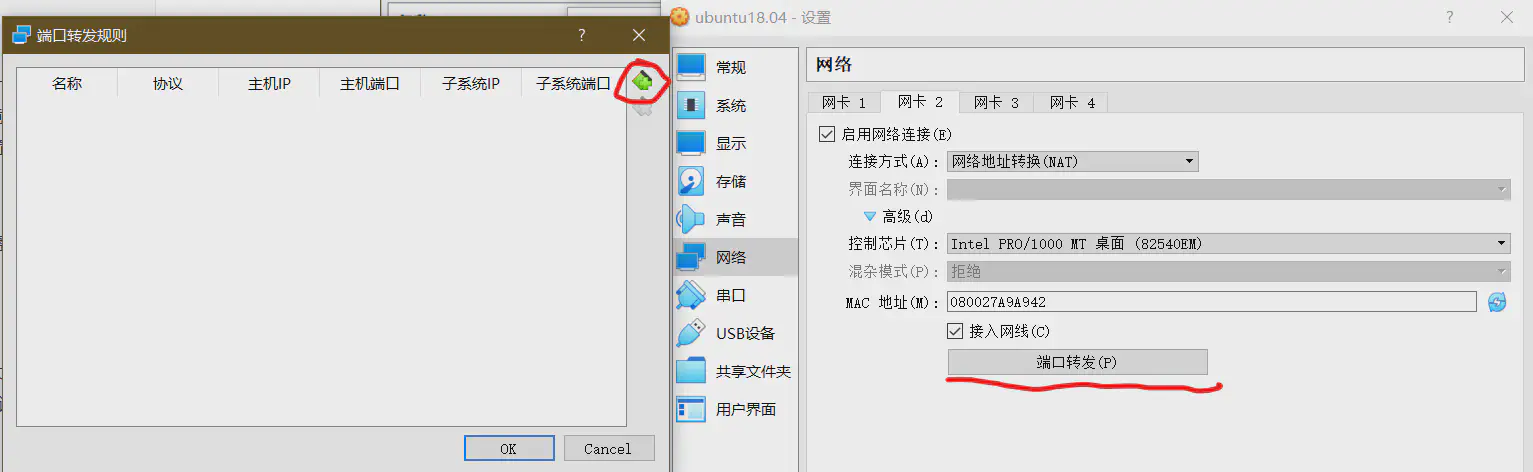 端口转发规则
?
名称 协议 主机IP 主机端口 子系统IP 子系统端口
OK Cancel
ubuntu18.04 - 设置
?
常规
系统
显示
存储
声音
网络
串口
USB设备
共享文件夹
用户界面
网络
网卡 1 网卡 2 网卡 3 网卡 4
启用网络连接(E)
连接方式(A): 网络地址转换(NAT)
界面名称(N):
高级(d)
控制芯片(T): Intel PRO/1000 MT 桌面 (82540EM)
混杂模式(P): 拒绝
MAC 地址(M): 080027A9A942
接入网线(C)
端口转发(P)